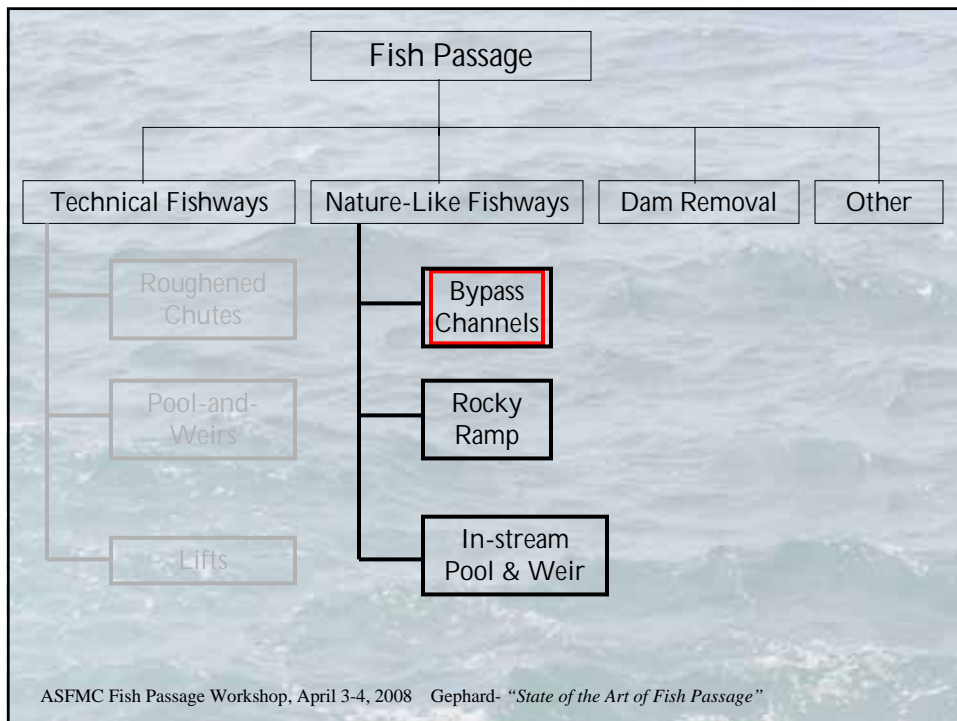 Fish Passage
Technical Fishways
Nature-Like Fishways
Dam Removal
Other
Roughened
Chutes
Bypass
Channels
Pool-and-
Weirs
Rocky
Ramp
Lifts
In-stream
Pool & Weir
ASFMC Fish Passage Workshop, April 3-4, 2008 Gephard- “State of the Art of Fish Passage”